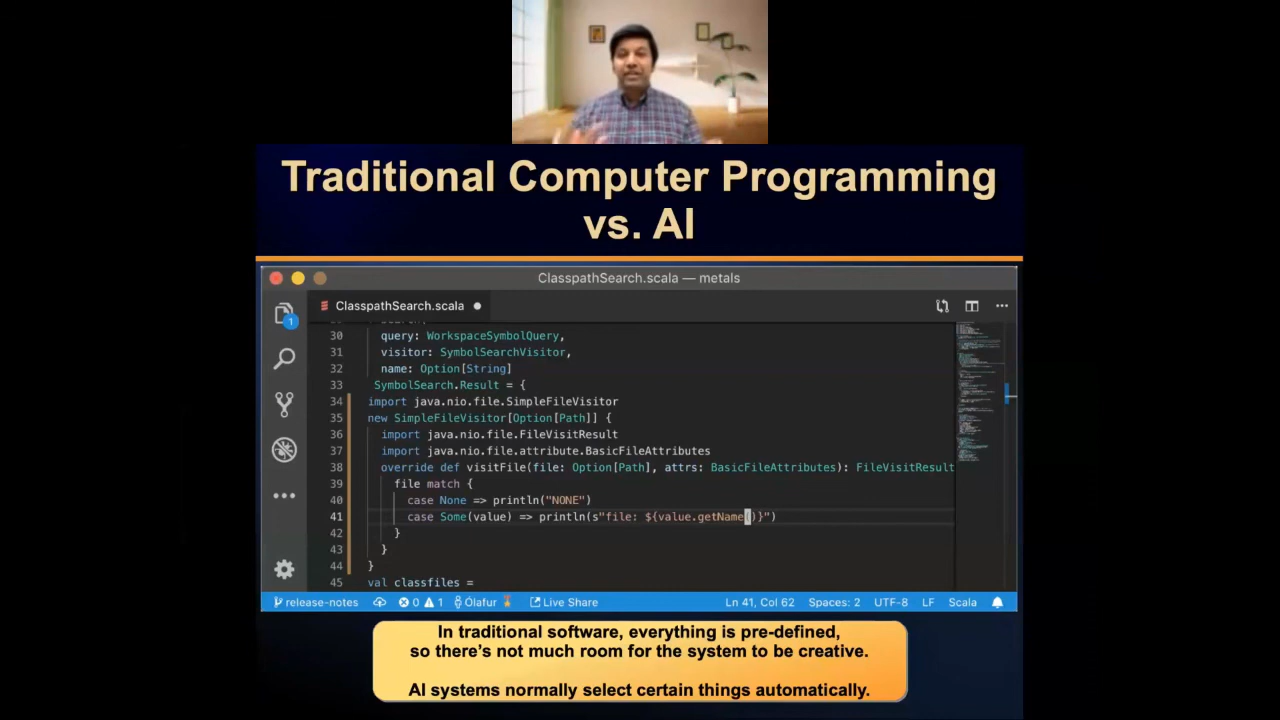 Traditional Computer Programming
vs. AI
ClasspathSearch.scala — metals
ClasspathSearch.scala
1
30 query: WorkspaceSymbolQuery,
31 visitor: SymbolSearchVisitor,
32 name: Option[String]
33 SymbolSearch.Result = {
34 import java.nio.file.SimpleFileVisitor
35 new SimpleFileVisitor[Option[Path]] {
36 import java.nio.file.FileVisitResult
37 import java.nio.file.attribute.BasicFileAttributes
38 override def visitFile(file: Option[Path], attrs: BasicFileAttributes): FileVisitResult
39 file match {
40 case None => println("NONE")
41 case Some(value) => println(s"file: ${value.getName()}")
42 }
43 }
44 }
45 val classfiles =
release-notes 0 1 Ólafur Live Share Ln 41, Col 62 Spaces: 2 UTF-8 LF Scala
In traditional software, everything is pre-defined,
so there's not much room for the system to be creative.
AI systems normally select certain things automatically.